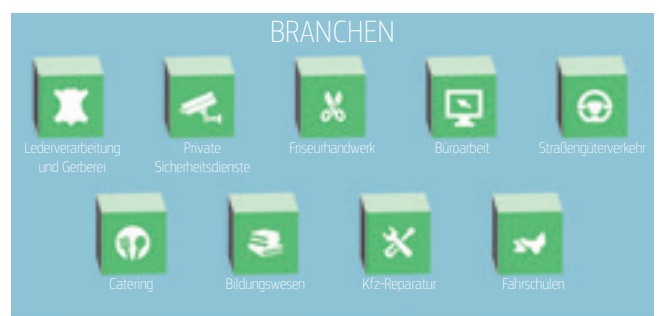 BRANCHEN
Lederverarbeitung
und Gerberei
Private
Sicherheitsdienste
Friseurhandwerk
Büroarbeit
Straßengüterverkehr
Catering
Bildungswesen
Kfz-Reparatur
Fahrschulen